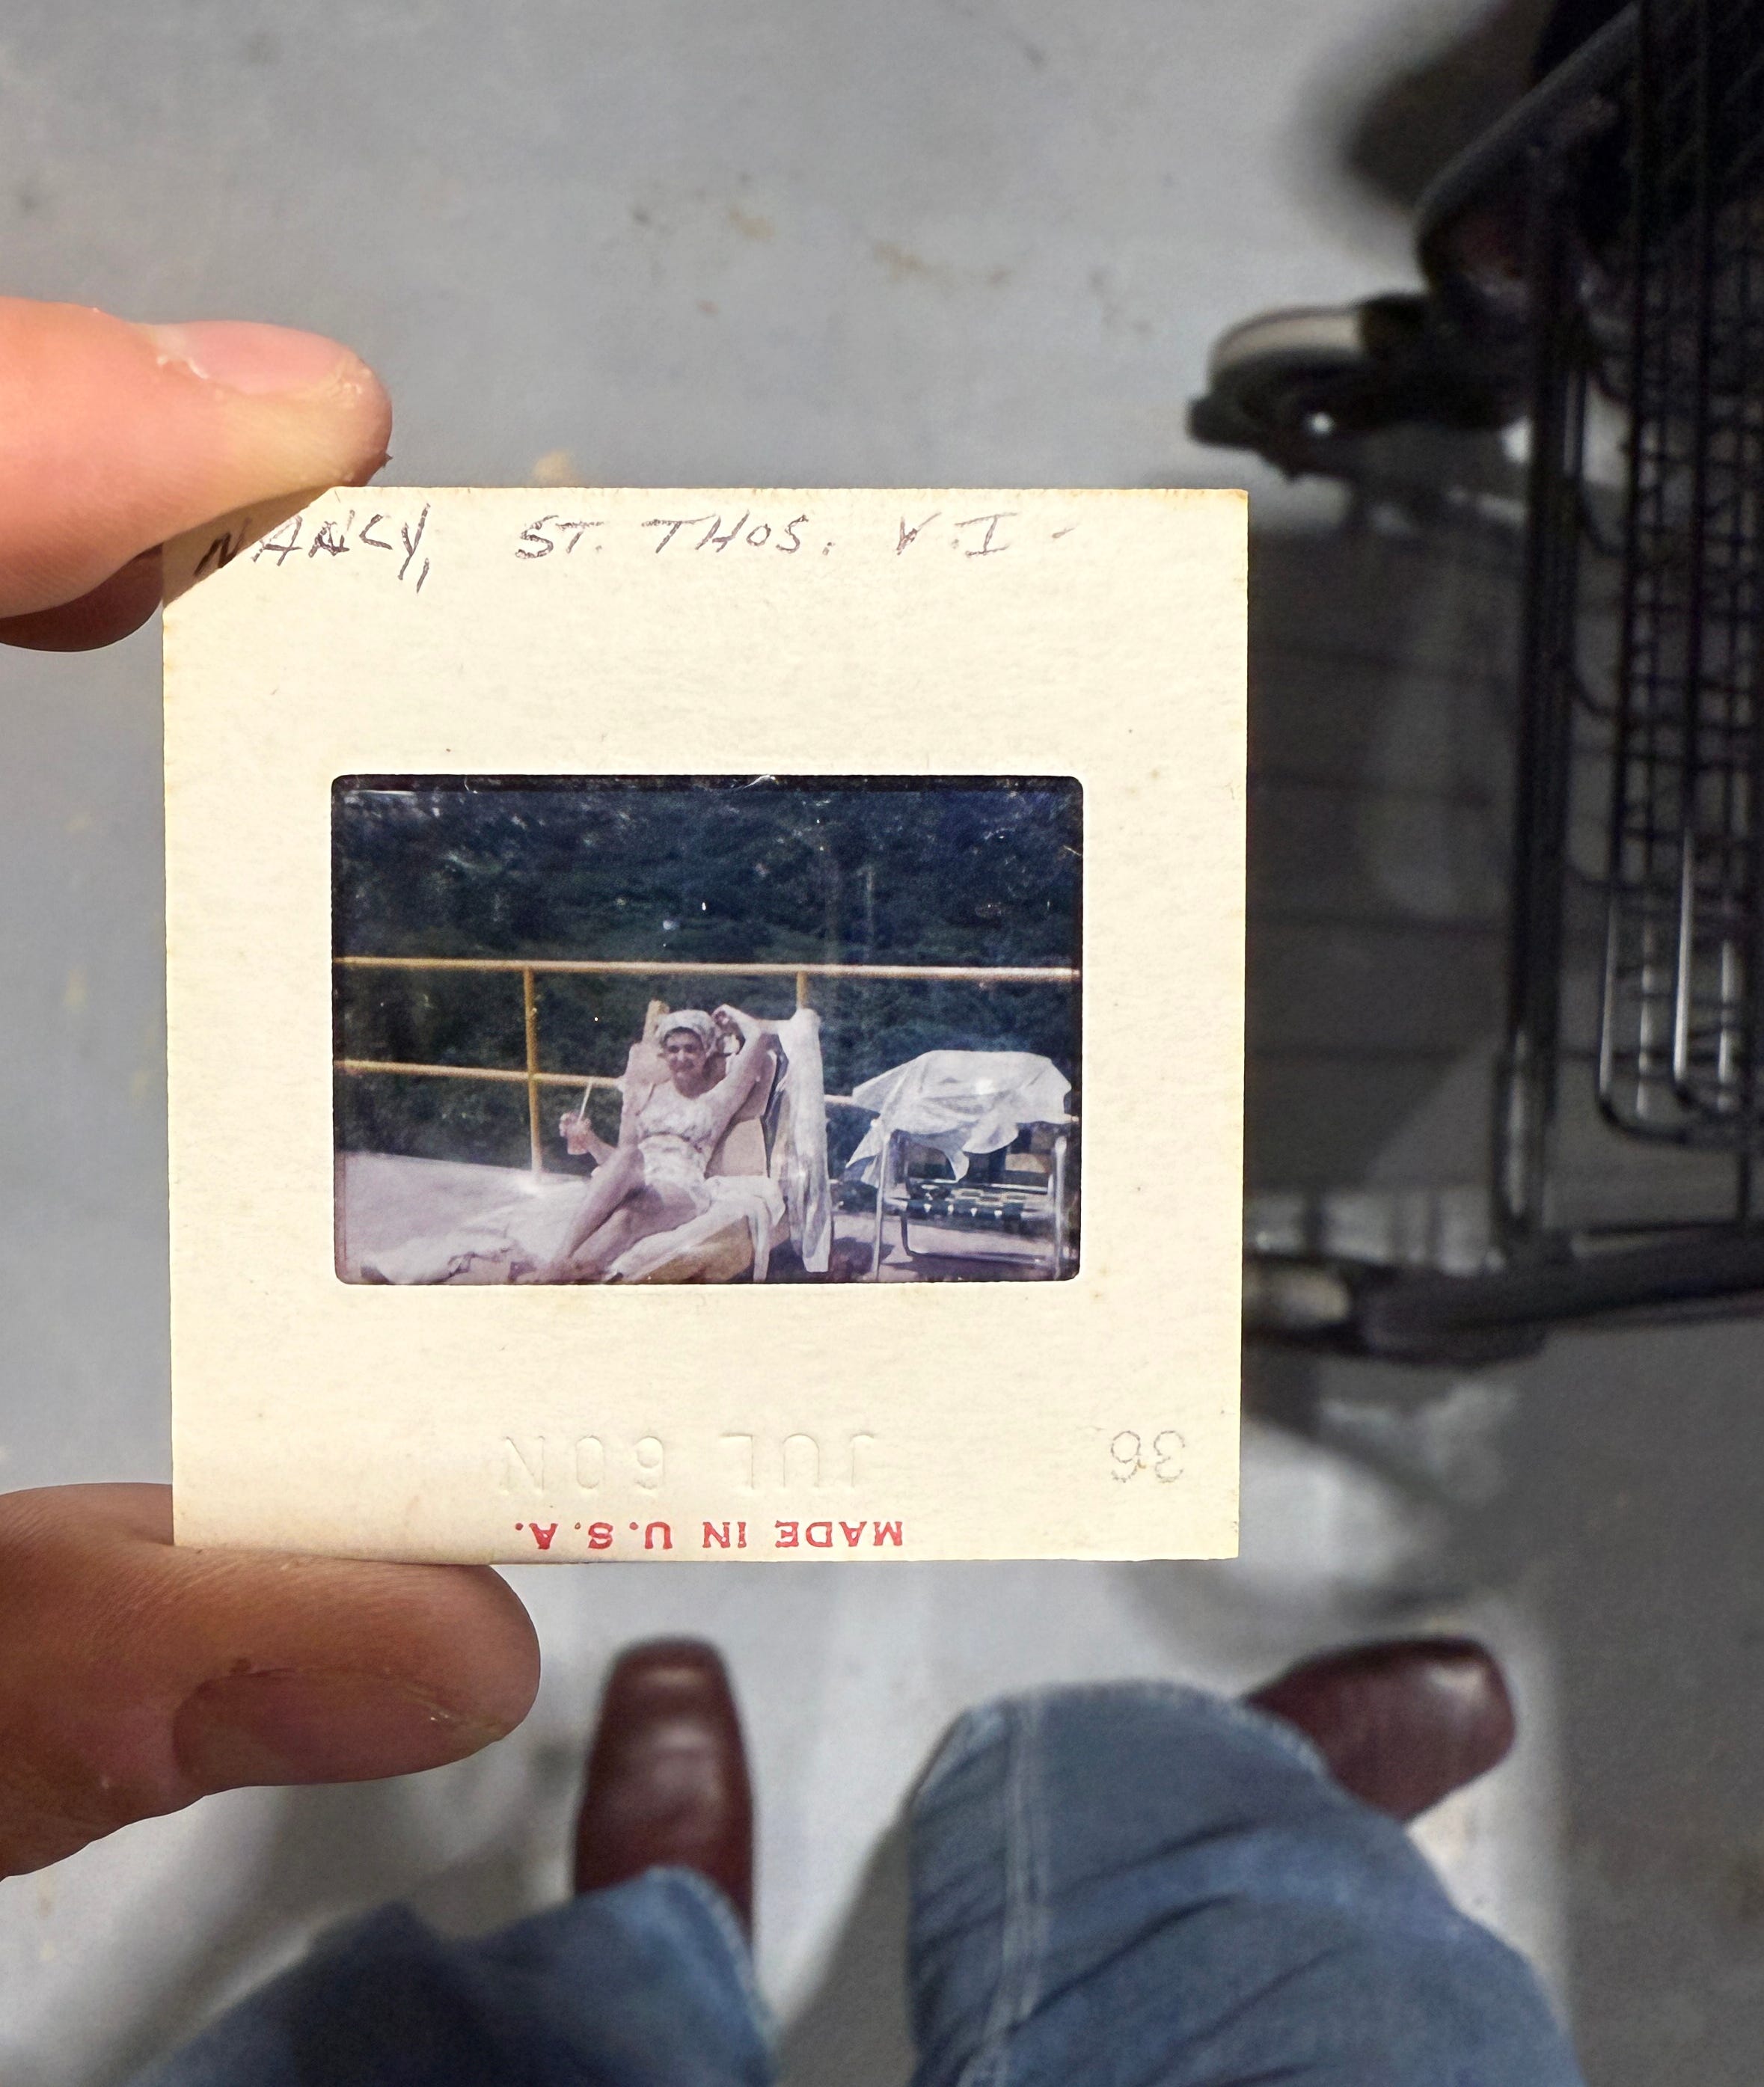 NANCY, ST. THOS. V.I-
JUL 60N 36
MADE IN U.S.A.